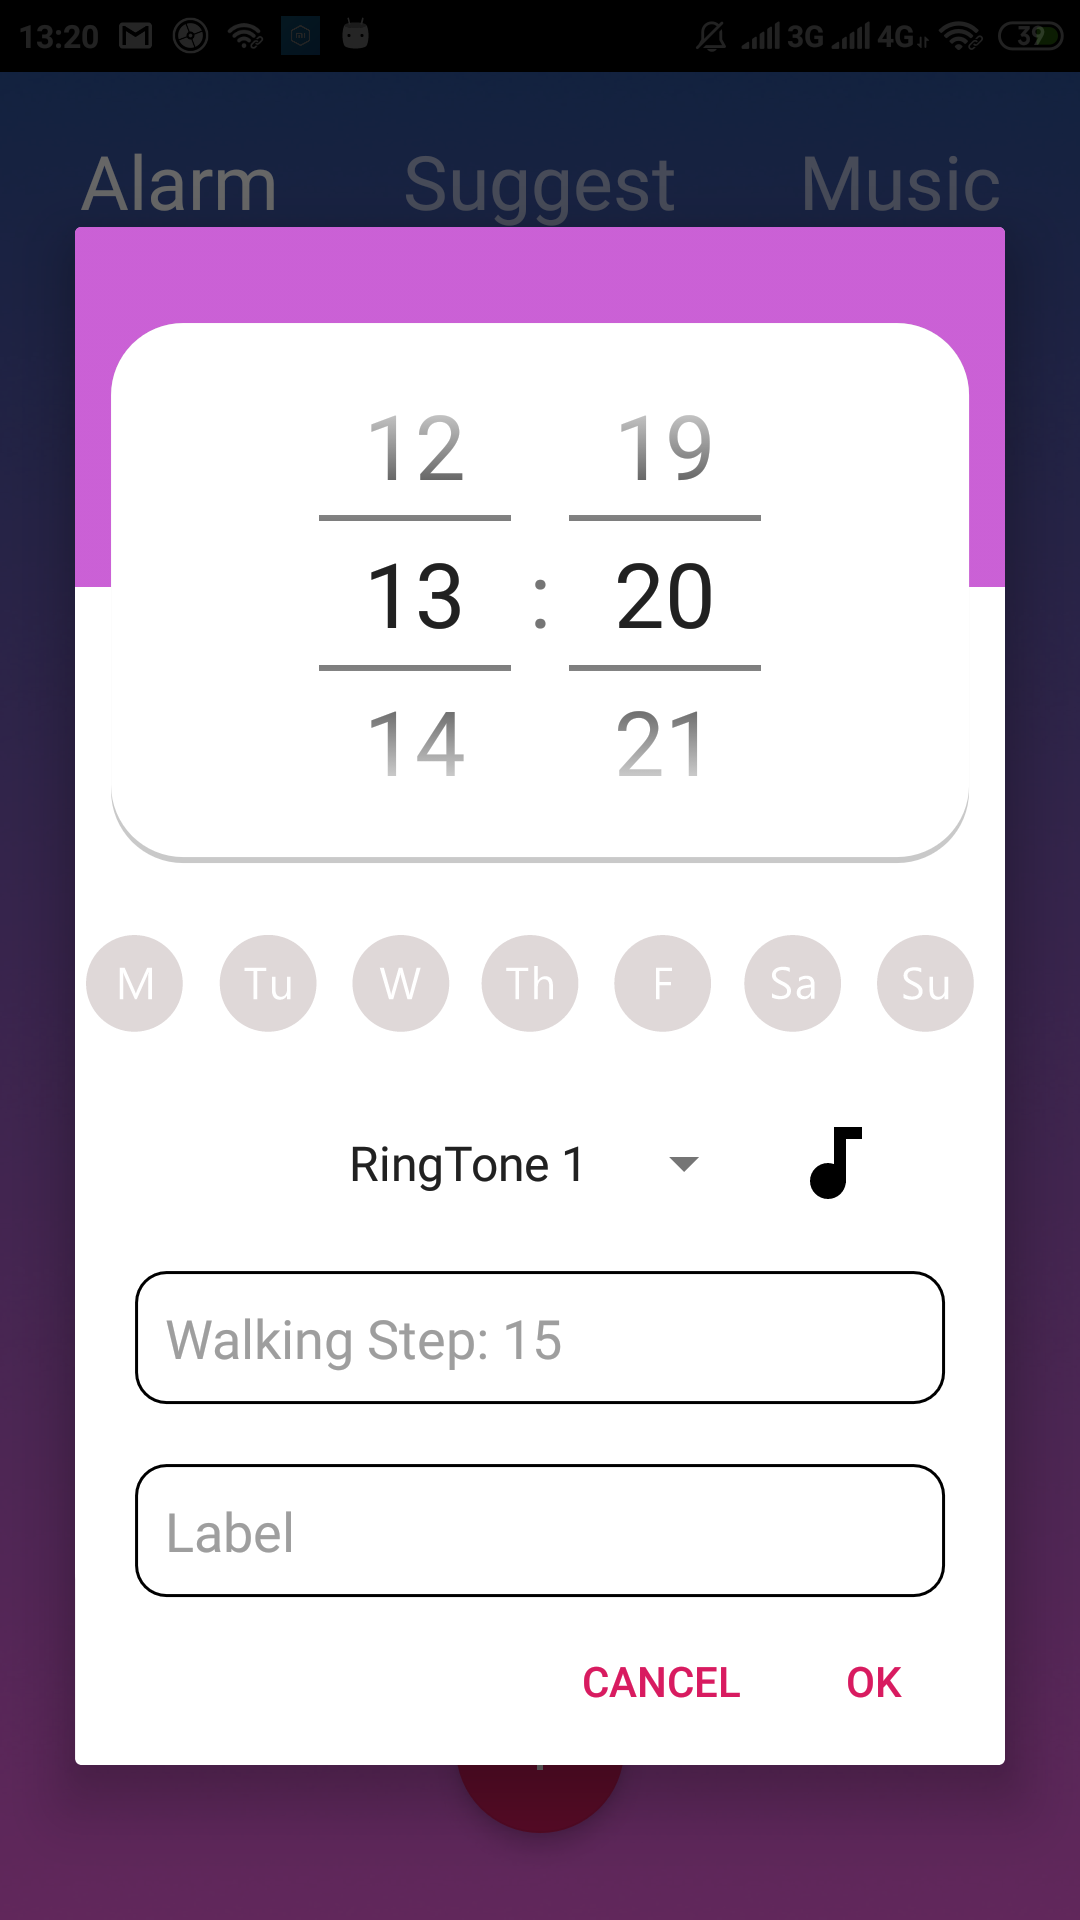 13:20 3G 4G 39
Alarm Suggest Music
12 19
13 : 20
14 21
M Tu W Th F Sa Su
RingTone 1
Walking Step: 15
Label
CANCEL OK